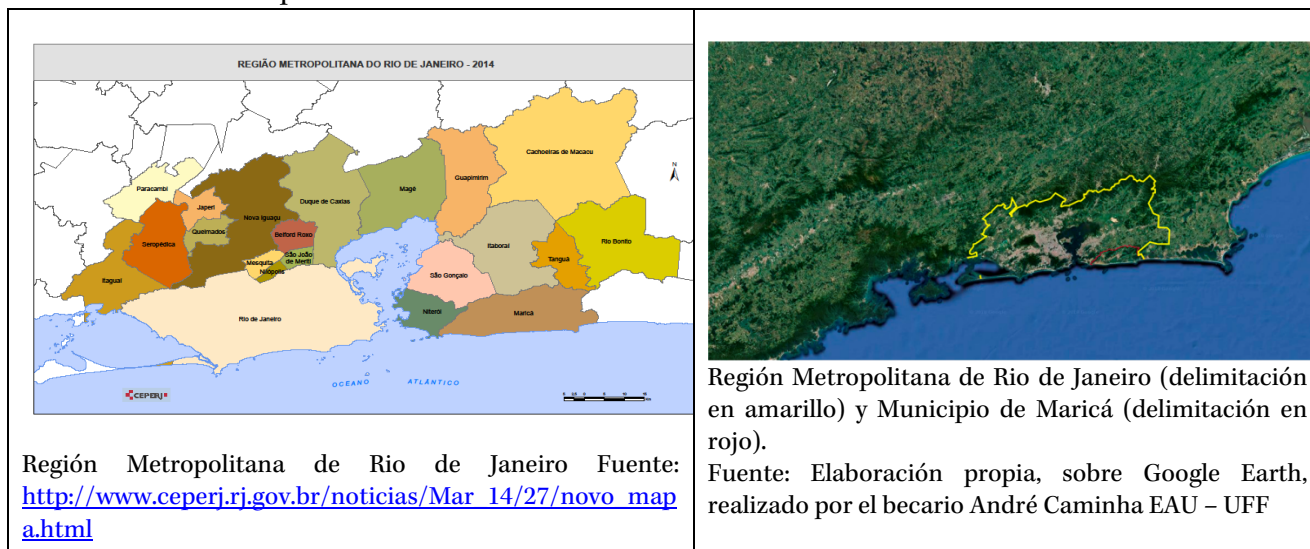 REGIÃO METROPOLITANA DO RIO DE JANEIRO - 2014
Cachoeiras de Macacu
N
Paracambi
Guapimirim
Magé
Japeri
Duque de Caxias
Nova Iguaçu
Queimados
Belford Roxo
Seropédica
Itaboraí
Rio Bonito
São João
de Meriti
Mesquita
Nilópolis
Tanguá
São Gonçalo
Itaguaí
Niterói
Maricá
Rio de Janeiro
OCEANO ATLÂNTICO
CEPERJ
Región Metropolitana de Rio de Janeiro Fuente:
http://www.ceperj.rj.gov.br/noticias/Mar_14/27/novo_map
a.html
Región Metropolitana de Rio de Janeiro (delimitación
en amarillo) y Municipio de Maricá (delimitación en
rojo).
Fuente: Elaboración propia, sobre Google Earth,
realizado por el becario André Caminha EAU – UFF